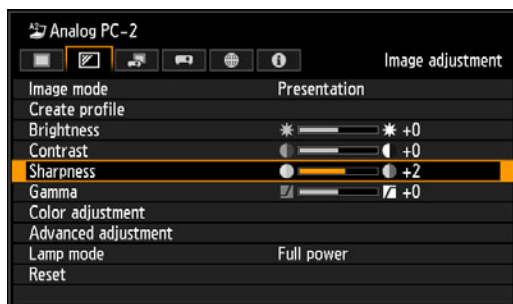 Analog PC-2
Image adjustment
Image mode Presentation
Create profile
Brightness +0
Contrast +0
Sharpness +2
Gamma +0
Color adjustment
Advanced adjustment
Lamp mode Full power
Reset